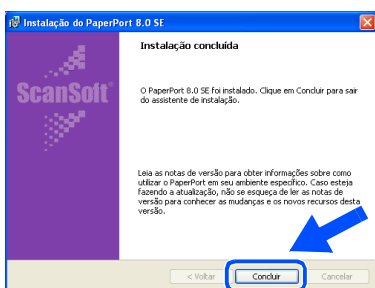 Instalação do PaperPort 8.0 SE
Instalação concluída
ScanSoft
O PaperPort 8.0 SE foi instalado. Clique em Concluir para sair
do assistente de instalação.
Leia as notas de versão para obter informações sobre como
utilizar o PaperPort em seu ambiente específico. Caso esteja
fazendo a atualização, não se esqueça de ler as notas de
versão para conhecer as mudanças e os novos recursos desta
versão.
< Voltar
Concluir
Cancelar